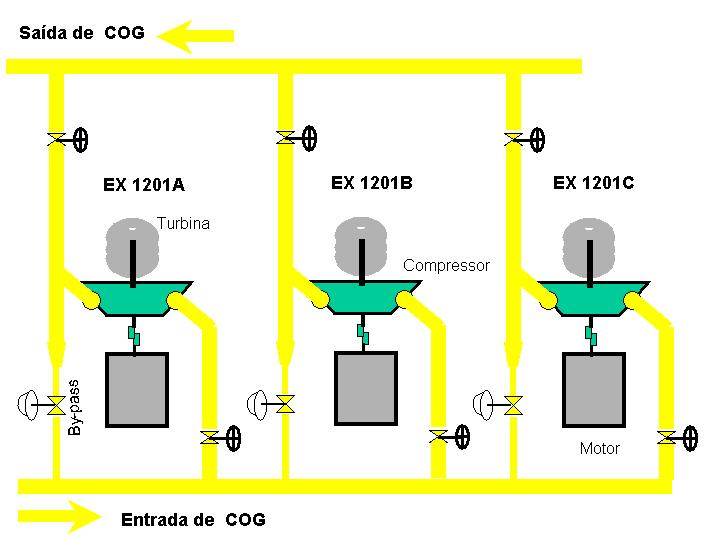 Saída de COG
EX 1201A
EX 1201B
EX 1201C
Turbina
Compressor
By-pass
Motor
Entrada de COG